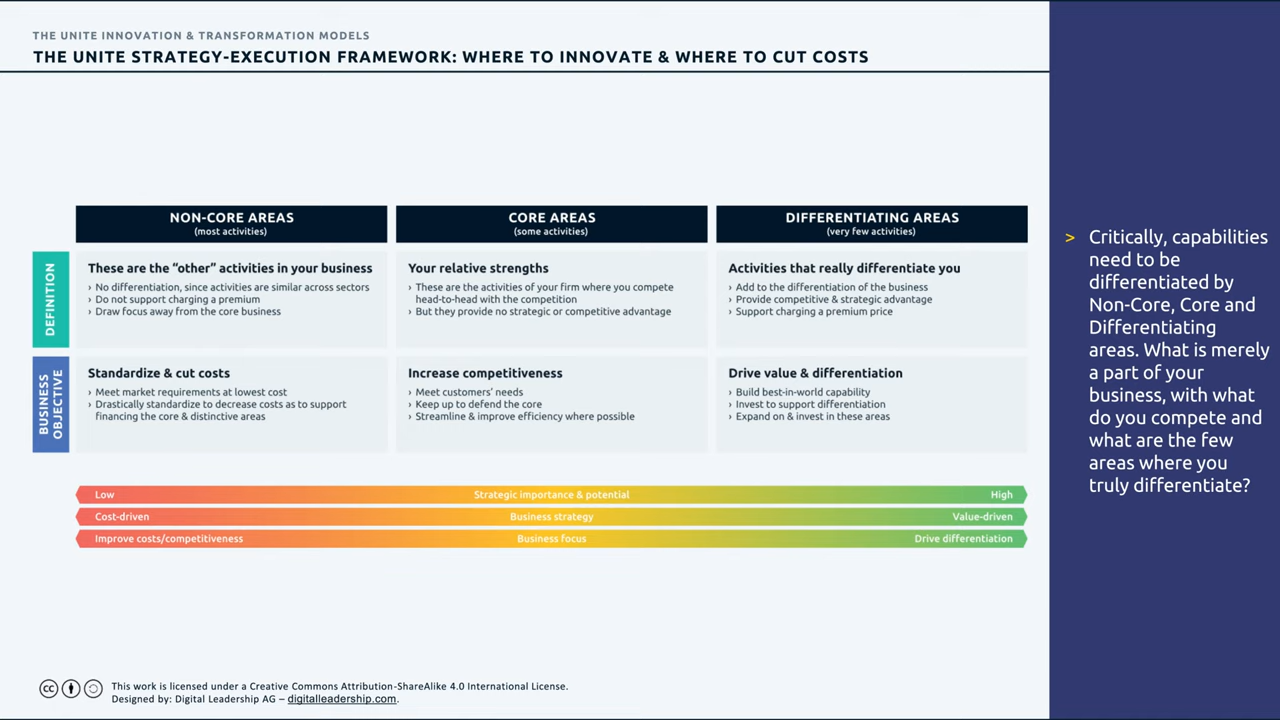 THE UNITE INNOVATION & TRANSFORMATION MODELS
THE UNITE STRATEGY-EXECUTION FRAMEWORK: WHERE TO INNOVATE & WHERE TO CUT COSTS
NON-CORE AREAS
(most activities)
CORE AREAS
(some activities)
DIFFERENTIATING AREAS
(very few activities)
DEFINITION
These are the “other” activities in your business
› No differentiation, since activities are similar across sectors
› Do not support charging a premium
› Draw focus away from the core business
Your relative strengths
› These are the activities of your firm where you compete
head-to-head with the competition
› But they provide no strategic or competitive advantage
Activities that really differentiate you
› Add to the differentiation of the business
› Provide competitive & strategic advantage
› Support charging a premium price
BUSINESS
OBJECTIVE
Standardize & cut costs
› Meet market requirements at lowest cost
› Drastically standardize to decrease costs as to support
financing the core & distinctive areas
Increase competitiveness
› Meet customers’ needs
› Keep up to defend the core
› Streamline & improve efficiency where possible
Drive value & differentiation
› Build best-in-world capability
› Invest to support differentiation
› Expand on & invest in these areas
Low Strategic importance & potential High
Cost-driven Business strategy Value-driven
Improve costs/competitiveness Business focus Drive differentiation
> Critically, capabilities
need to be
differentiated by
Non-Core, Core and
Differentiating
areas. What is merely
a part of your
business, with what
do you compete and
what are the few
areas where you
truly differentiate?
cc
This work is licensed under a Creative Commons Attribution-ShareAlike 4.0 International License.
Designed by: Digital Leadership AG – digitalleadership.com.